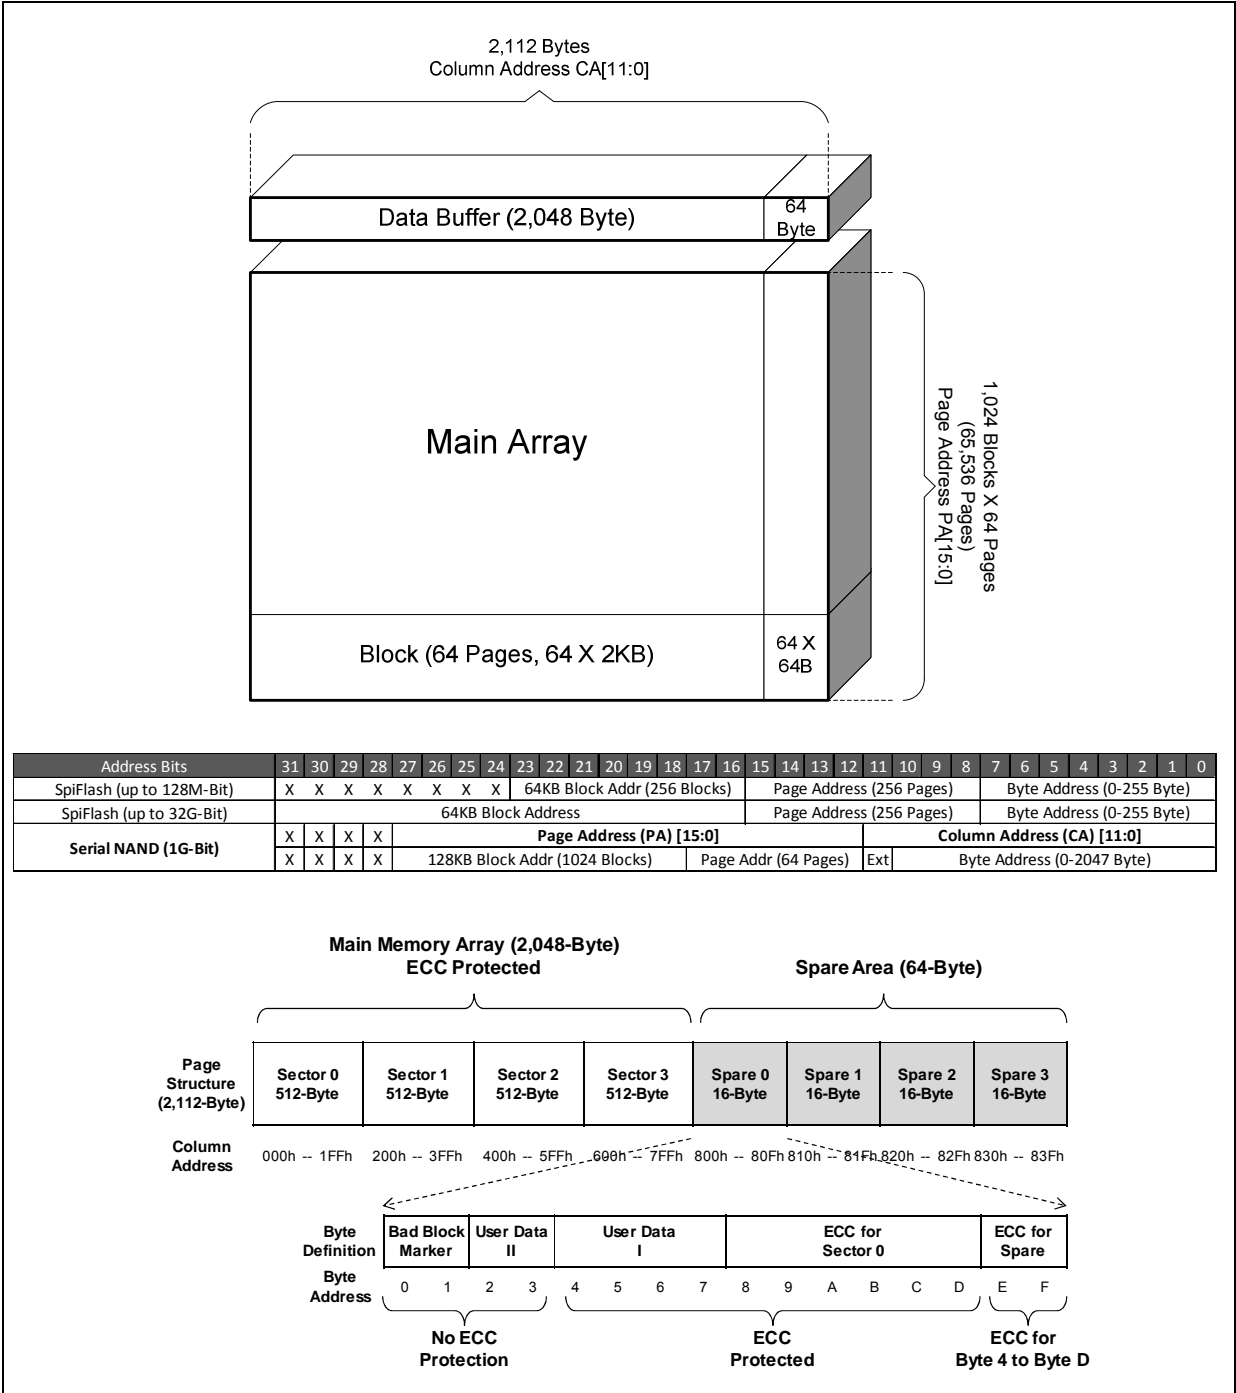 2,112 Bytes
Column Address CA[11:0]
Data Buffer (2,048 Byte)
64
Byte
Main Array
1,024 Blocks X 64 Pages
(65,536 Pages)
Page Address PA[15:0]
Block (64 Pages, 64 X 2KB)
64 X
64B
Address Bits 31 30 29 28 27 26 25 24 23 22 21 20 19 18 17 16 15 14 13 12 11 10 9 8 7 6 5 4 3 2 1 0
SpiFlash (up to 128M-Bit) X X X X X X X X 64KB Block Addr (256 Blocks) Page Address (256 Pages) Byte Address (0-255 Byte)
SpiFlash (up to 32G-Bit) 64KB Block Address Page Address (256 Pages) Byte Address (0-255 Byte)
Serial NAND (1G-Bit)
X X X X Page Address (PA) [15:0] Column Address (CA) [11:0]
X X X X 128KB Block Addr (1024 Blocks) Page Addr (64 Pages) Ext Byte Address (0-2047 Byte)
Main Memory Array (2,048-Byte)
ECC Protected
Spare Area (64-Byte)
Page
Structure
(2,112-Byte)
Sector 0
512-Byte
Sector 1
512-Byte
Sector 2
512-Byte
Sector 3
512-Byte
Spare 0
16-Byte
Spare 1
16-Byte
Spare 2
16-Byte
Spare 3
16-Byte
Column
Address
000h -- 1FFh 200h -- 3FFh 400h -- 5FFh 600h -- 7FFh 800h -- 80Fh 810h -- 81Fh 820h -- 82Fh 830h -- 83Fh
Byte
Definition
Bad Block
Marker
User Data
II
User Data
I
ECC for
Sector 0
ECC for
Spare
Byte
Address
0 1 2 3 4 5 6 7 8 9 A B C D E F
No ECC
Protection
ECC
Protected
ECC for
Byte 4 to Byte D